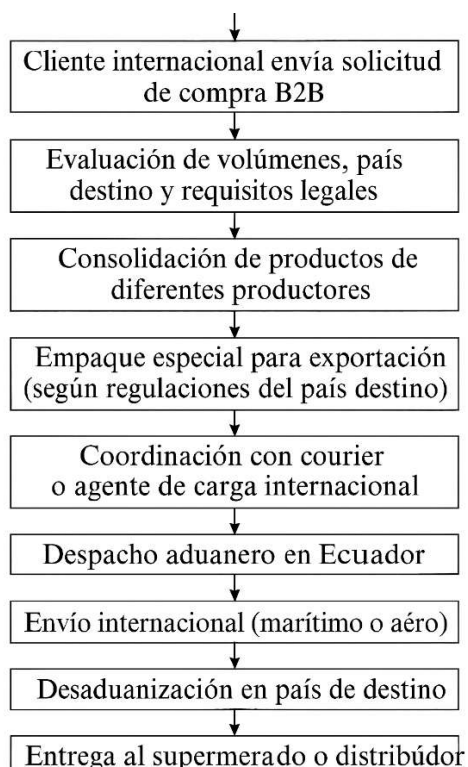 Cliente internacional envía solicitud
de compra B2B
Evaluación de volúmenes, país
destino y requisitos legales
Consolidación de productos de
diferentes productores
Empaque especial para exportación
(según regulaciones del país destino)
Coordinación con courier
o agente de carga internacional
Despacho aduanero en Ecuador
Envío internacional (marítimo o aéro)
Desaduanización en país de destino
Entrega al supermerado o distribúdor